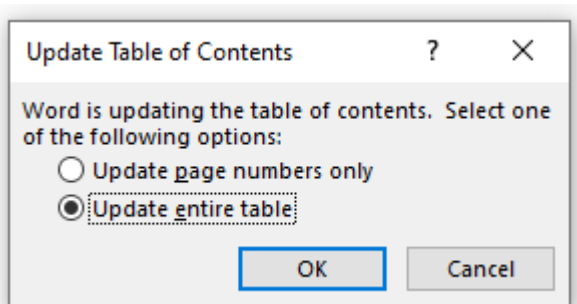 Update Table of Contents ?
Word is updating the table of contents. Select one
of the following options:
Update page numbers only
Update entire table
OK Cancel